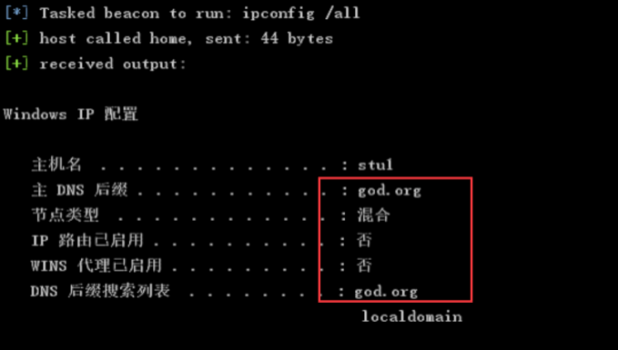 [*] Tasked beacon to run: ipconfig /all
[+] host called home, sent: 44 bytes
[+] received output:
Windows IP 配置
主机名 . . . . . . . . . . . . . : stu1
主 DNS 后缀 . . . . . . . . . . . : god.org
节点类型 . . . . . . . . . . . . : 混合
IP 路由已启用 . . . . . . . . . . : 否
WINS 代理已启用 . . . . . . . . . : 否
DNS 后缀搜索列表 . . . . . . . . : god.org
localdomain